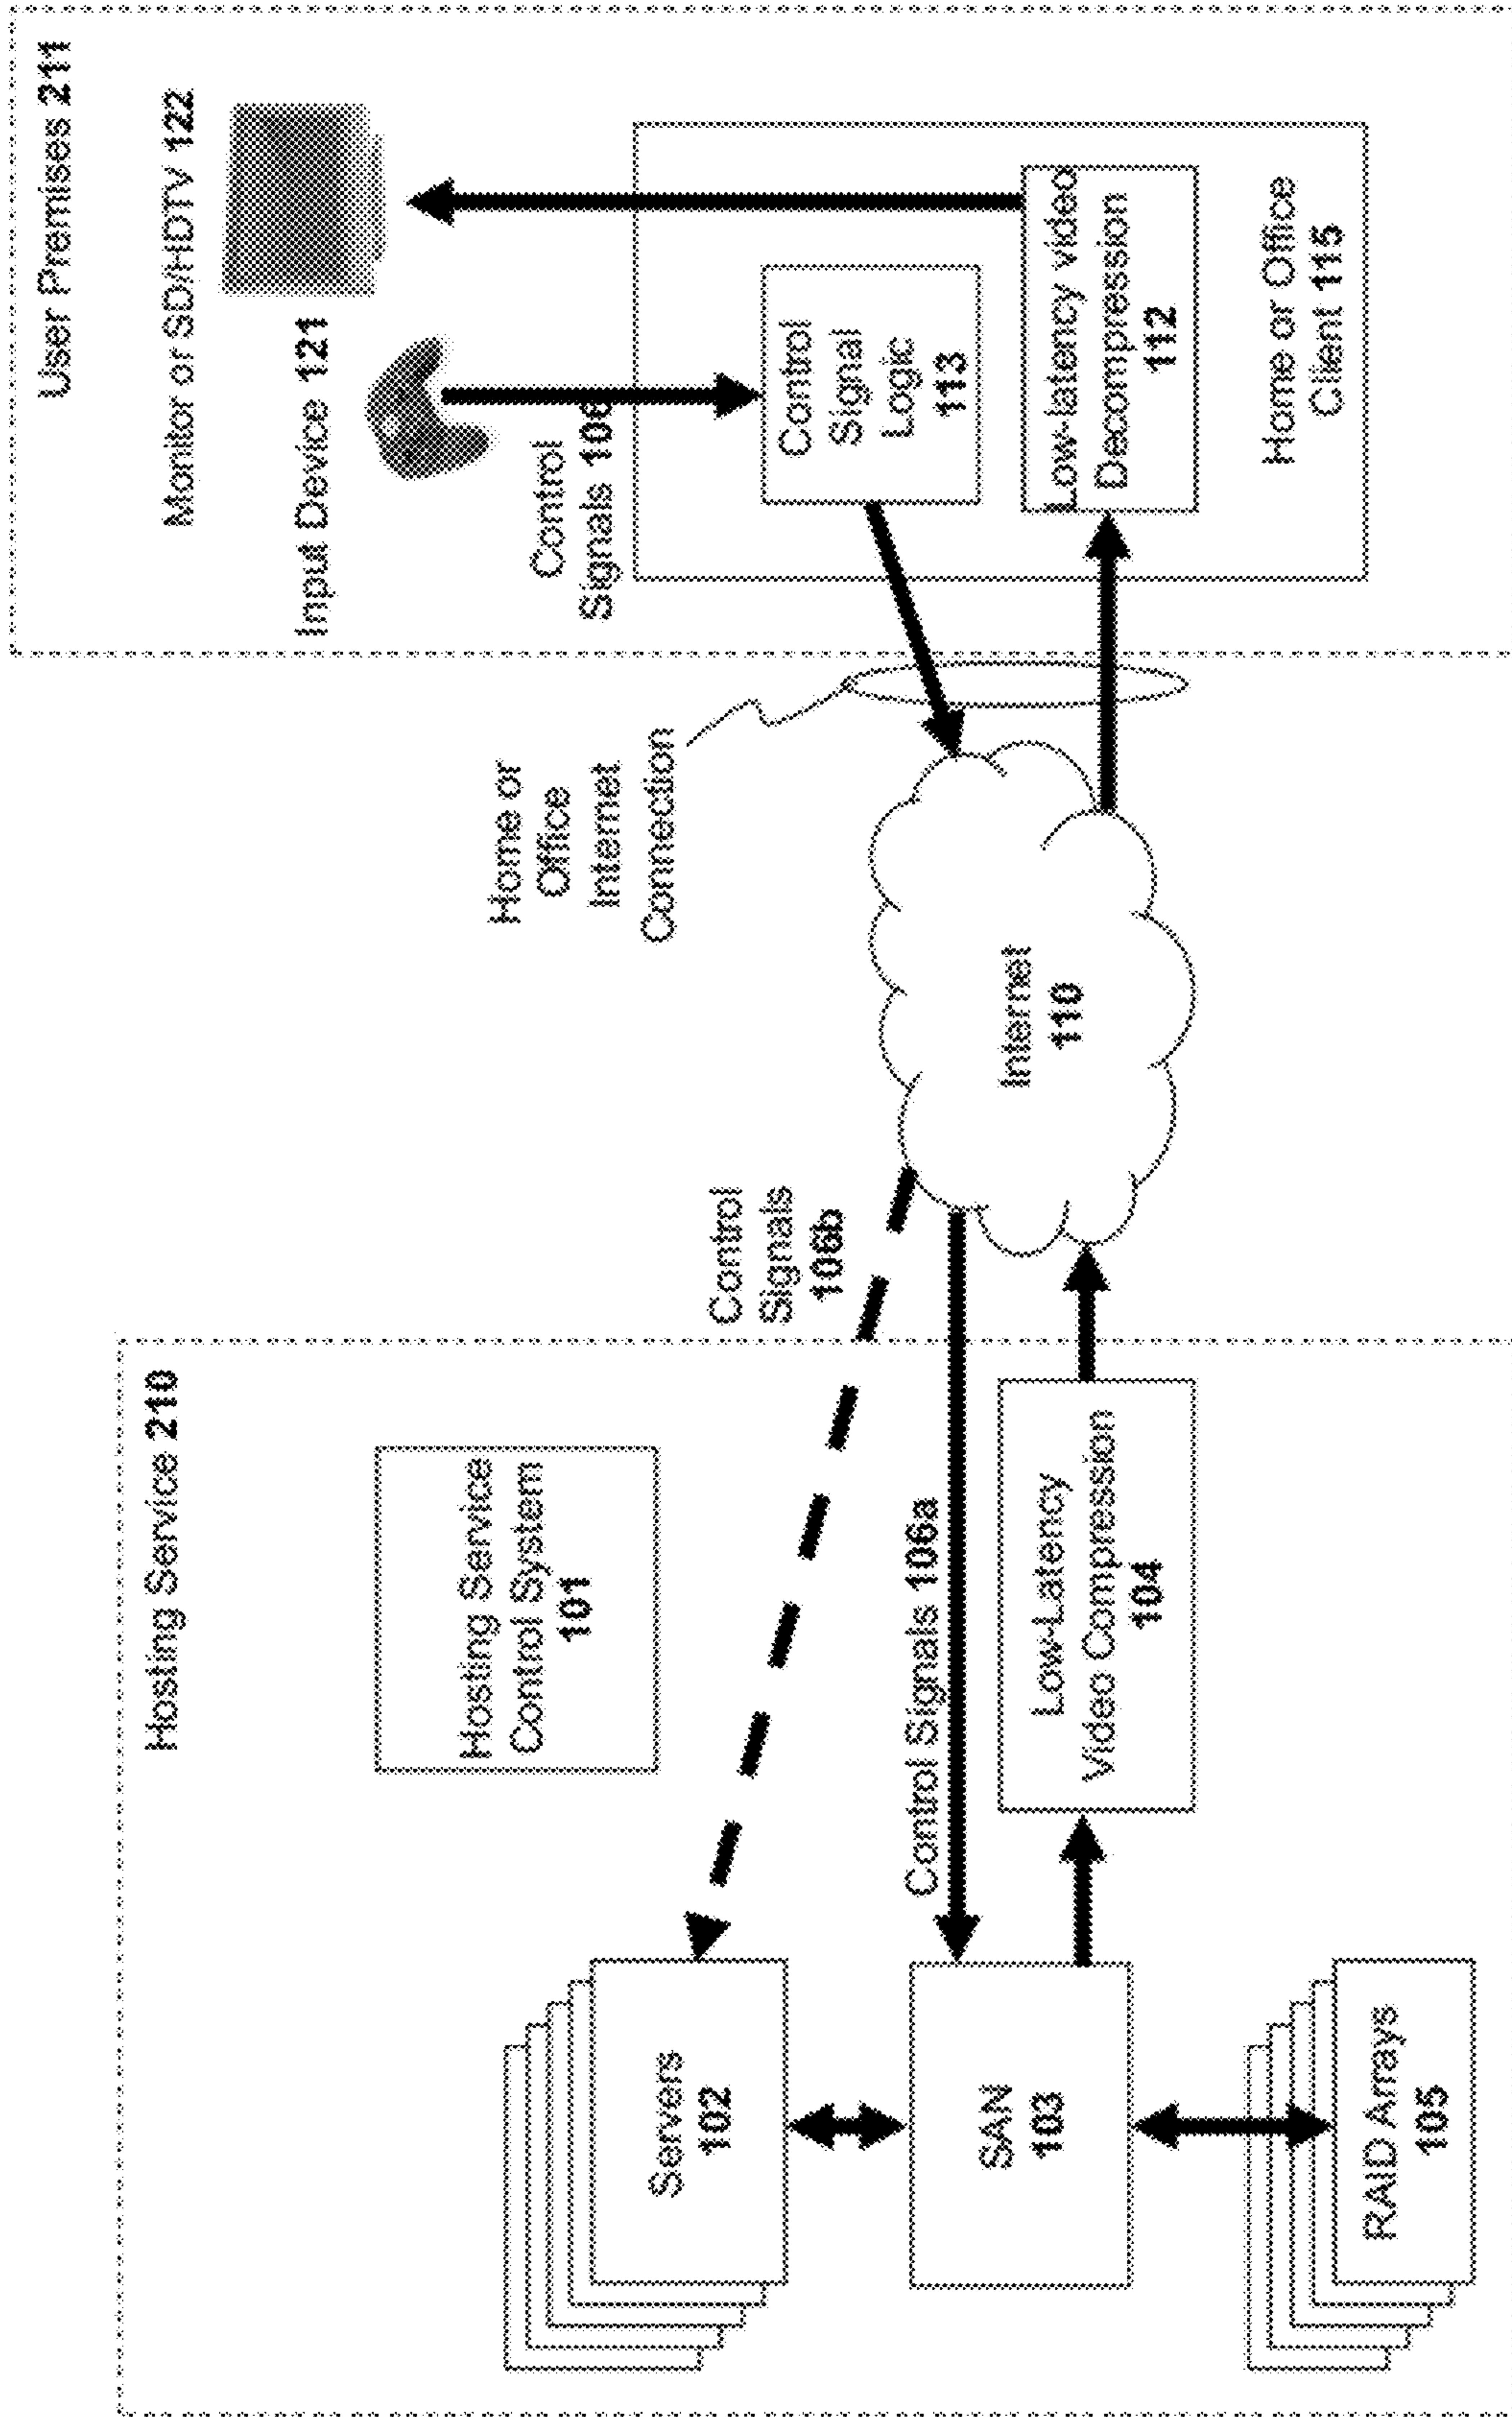 Hosting Service 210
Hosting Service
Control System
101
Servers
102
SAN
103
RAID Arrays
105
Control Signals 106a
Low-Latency
Video Compression
104
Control
Signals
106b
Internet
110
Home or
Office
Internet
Connection
User Premises 211
Monitor or SD/HDTV 122
Input Device 121
Control
Signals 106
Control
Signal
Logic
113
Low-latency video
Decompression
112
Home or Office
Client 115